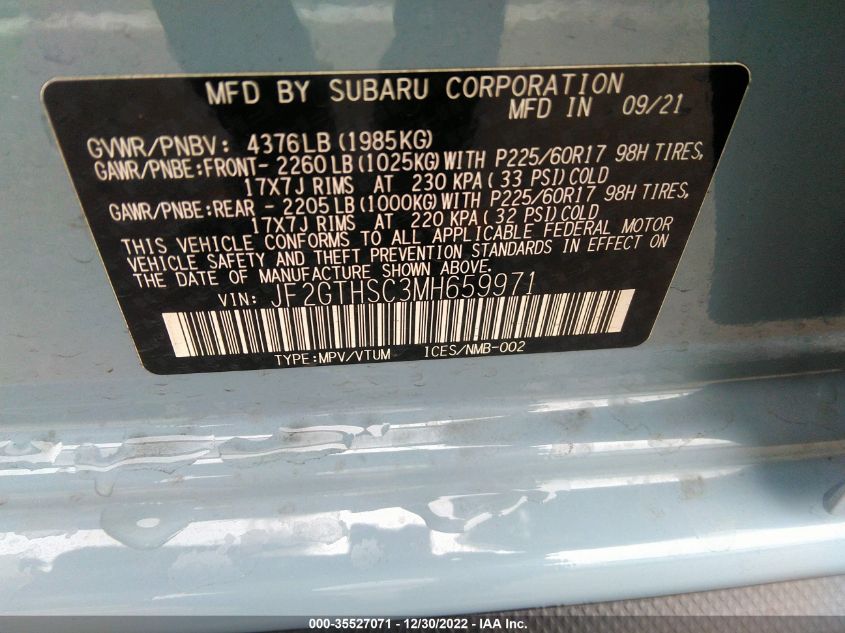 MFD BY SUBARU CORPORATION
MFD IN 09/21
GVWR/PNBV: 4376LB (1985KG)
GAWR/PNBE:FRONT- 2260 LB (1025KG) WITH P225/60R17 98H TIRES,
17X7J RIMS AT 230 KPA ( 33 PSI) COLD
GAWR/PNBE:REAR - 2205 LB (1000KG) WITH P225/60R17 98H TIRES,
17X7J RIMS AT 220 KPA ( 32 PSI) COLD
THIS VEHICLE CONFORMS TO ALL APPLICABLE FEDERAL MOTOR
VEHICLE SAFETY AND THEFT PREVENTION STANDARDS IN EFFECT ON
THE DATE OF MANUFACTURE SHOWN ABOVE.
VIN: JF2GTHSC3MH659971
TYPE:MPV/VTUM ICES/NMB-002
000-35527071 - 12/30/2022 - IAA Inc.